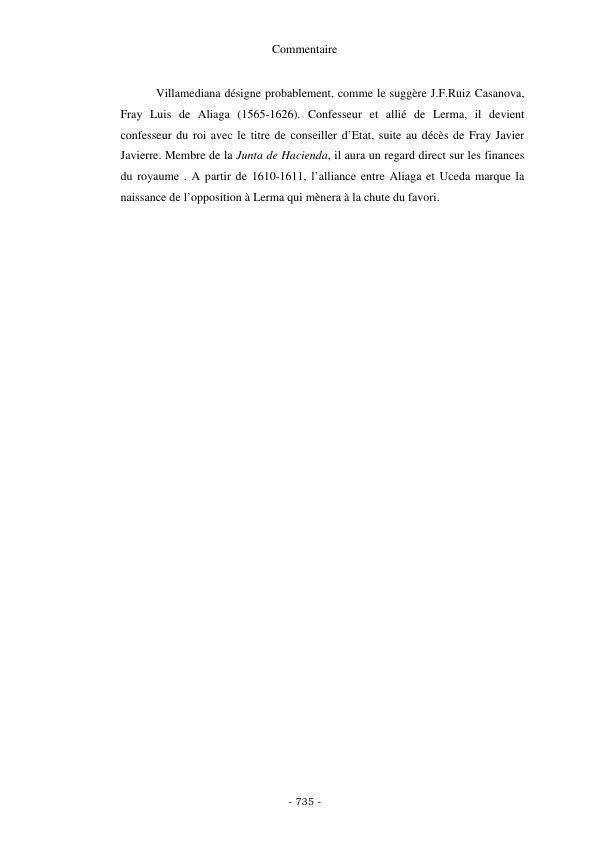 Commentaire
Villamediana désigne probablement, comme le suggère J.F.Ruiz Casanova,
Fray Luis de Aliaga (1565-1626). Confesseur et allié de Lerma, il devient
confesseur du roi avec le titre de conseiller d’Etat, suite au décès de Fray Javier
Javierre. Membre de la Junta de Hacienda, il aura un regard direct sur les finances
du royaume . A partir de 1610-1611, l’alliance entre Aliaga et Uceda marque la
naissance de l’opposition à Lerma qui mènera à la chute du favori.
- 735 -